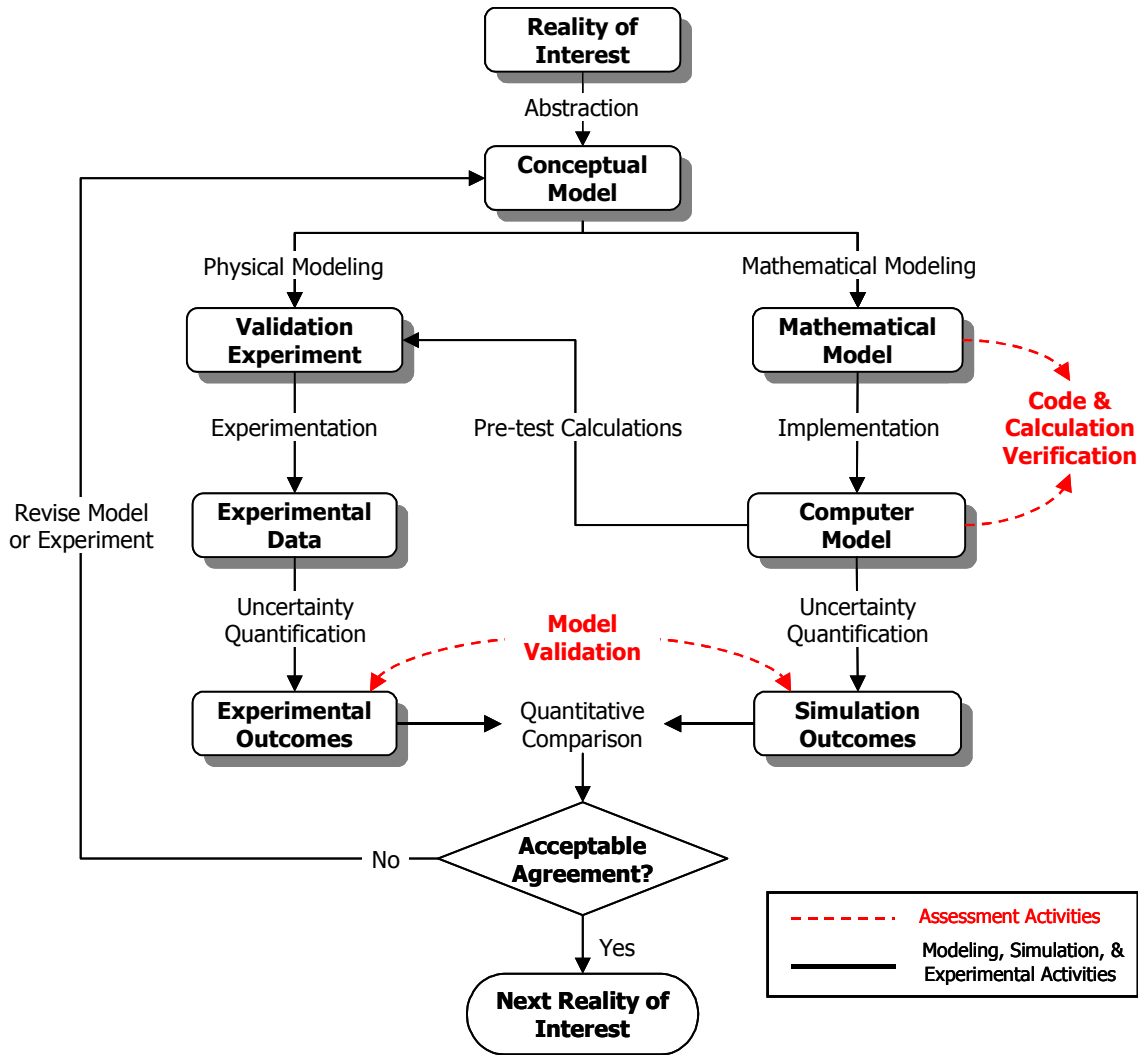 Reality of
Interest
Abstraction
Conceptual
Model
Physical Modeling
Mathematical Modeling
Validation
Experiment
Mathematical
Model
Code &
Calculation
Verification
Experimentation
Pre-test Calculations
Implementation
Revise Model
or Experiment
Experimental
Data
Computer
Model
Uncertainty
Quantification
Model
Validation
Uncertainty
Quantification
Experimental
Outcomes
Quantitative
Comparison
Simulation
Outcomes
Acceptable
Agreement?
No
Yes
Next Reality of
Interest
Assessment Activities
Modeling, Simulation, &
Experimental Activities